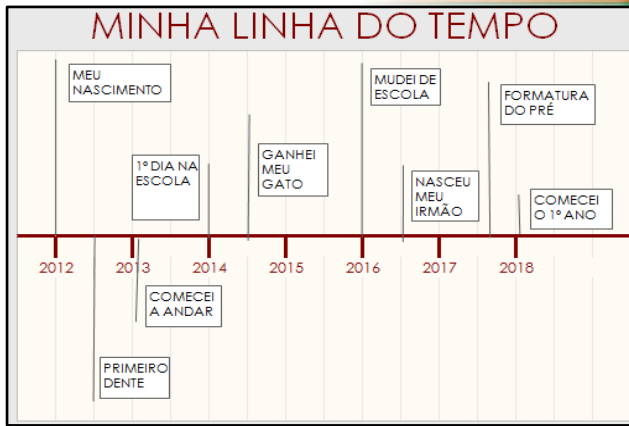 MINHA LINHA DO TEMPO
MEU
NASCIMENTO
MUDEI DE
ESCOLA
FORMATURA
DO PRÉ
1º DIA NA
ESCOLA
GANHEI
MEU
GATO
NASCEU
MEU
IRMÃO
COMECEI
O 1º ANO
2012 2013 2014 2015 2016 2017 2018
COMECEI
A ANDAR
PRIMEIRO
DENTE